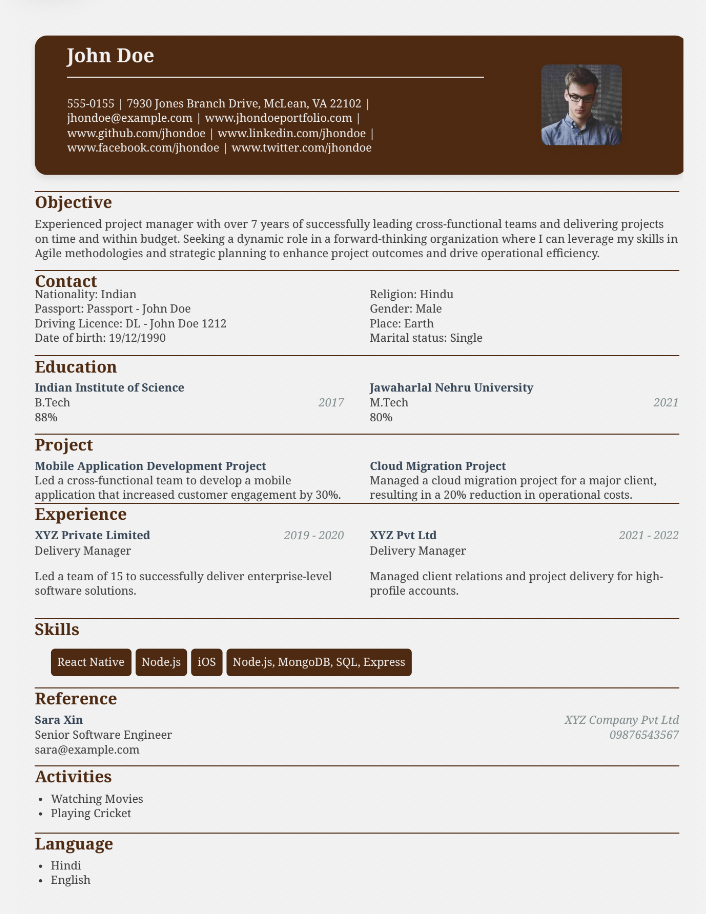 John Doe
555-0155 | 7930 Jones Branch Drive, McLean, VA 22102 |
jhondoe@example.com | www.jhondoeportfolio.com |
www.github.com/jhondoe | www.linkedin.com/jhondoe |
www.facebook.com/jhondoe | www.twitter.com/jhondoe
Objective
Experienced project manager with over 7 years of successfully leading cross-functional teams and delivering projects
on time and within budget. Seeking a dynamic role in a forward-thinking organization where I can leverage my skills in
Agile methodologies and strategic planning to enhance project outcomes and drive operational efficiency.
Contact
Nationality: Indian
Passport: Passport - John Doe
Driving Licence: DL - John Doe 1212
Date of birth: 19/12/1990
Religion: Hindu
Gender: Male
Place: Earth
Marital status: Single
Education
Indian Institute of Science
B.Tech 2017
88%
Jawaharlal Nehru University
M.Tech 2021
80%
Project
Mobile Application Development Project
Led a cross-functional team to develop a mobile
application that increased customer engagement by 30%.
Cloud Migration Project
Managed a cloud migration project for a major client,
resulting in a 20% reduction in operational costs.
Experience
XYZ Private Limited 2019 - 2020
Delivery Manager
Led a team of 15 to successfully deliver enterprise-level
software solutions.
XYZ Pvt Ltd 2021 - 2022
Delivery Manager
Managed client relations and project delivery for high-
profile accounts.
Skills
React Native Node.js iOS Node.js, MongoDB, SQL, Express
Reference
Sara Xin XYZ Company Pvt Ltd
Senior Software Engineer 09876543567
sara@example.com
Activities
• Watching Movies
• Playing Cricket
Language
• Hindi
• English